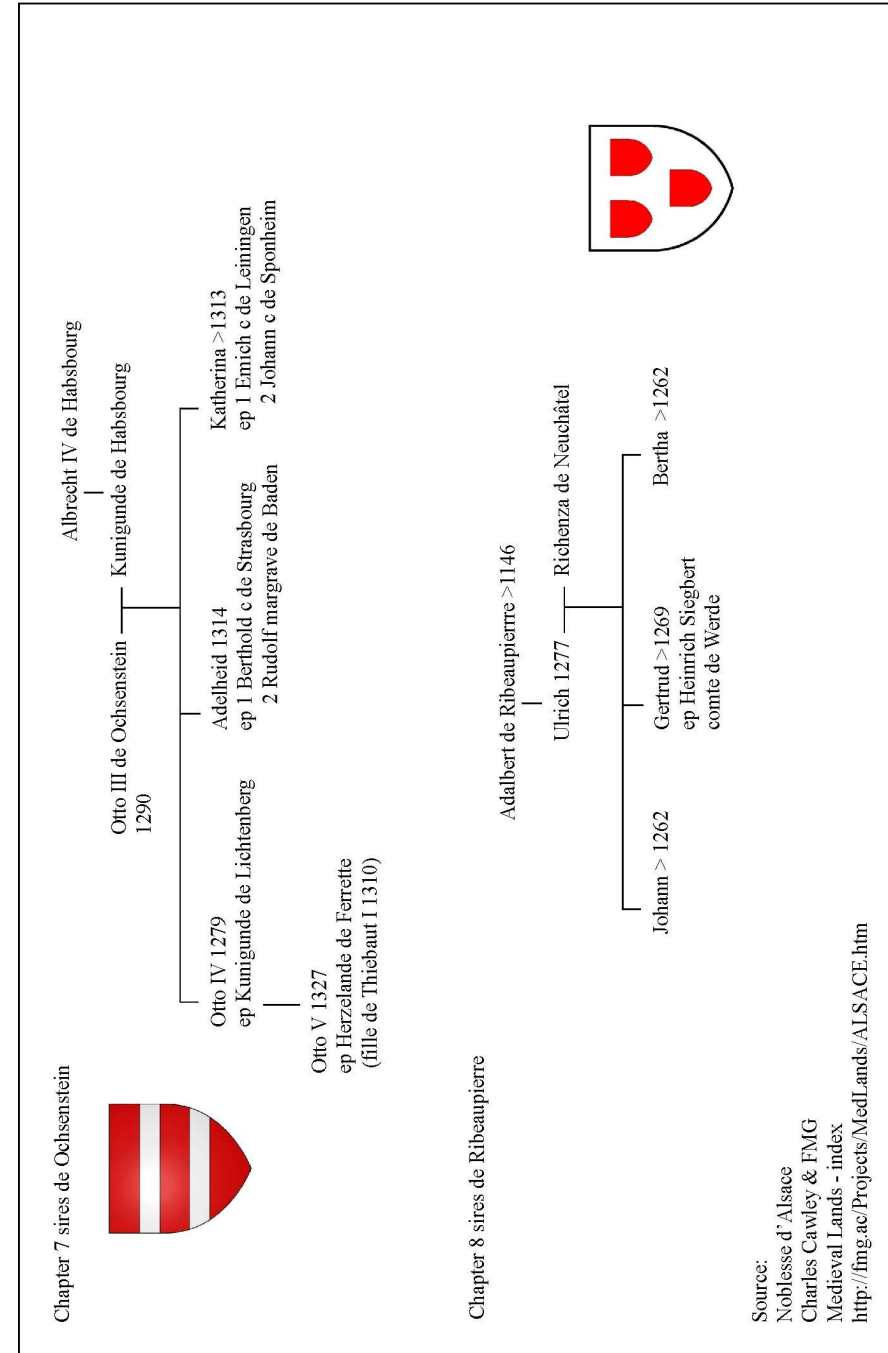 Chapter 7 sires de Ochsenstein
Albrecht IV de Habsbourg
Otto III de Ochsenstein
1290
Kunigunde de Habsbourg
Otto IV 1279
ep Kunigunde de Lichtenberg
Adelheid 1314
ep 1 Berthold c de Strasbourg
2 Rudolf margrave de Baden
Katherina >1313
ep 1 Emich c de Leiningen
2 Johann c de Sponheim
Otto V 1327
ep Herzelande de Ferrette
(fille de Thiebaut I 1310)
Chapter 8 sires de Ribeaupierre
Adalbert de Ribeaupierrre >1146
Ulrich 1277
Richenza de Neuchâtel
Johann > 1262
Gertrud >1269
ep Heinrich Siegbert
comte de Werde
Bertha >1262
Source:
Noblesse d'Alsace
Charles Cawley & FMG
Medieval Lands - index
http://fmg.ac/Projects/MedLands/ALSACE.htm